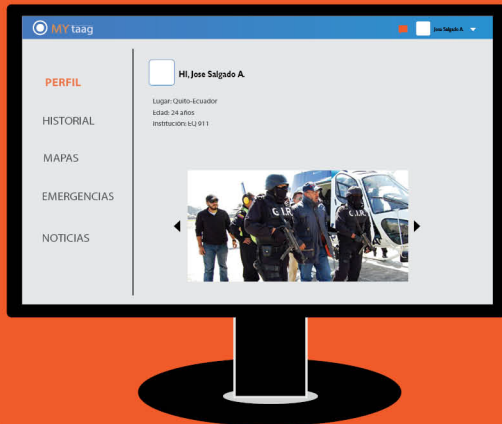 MY taag
Jose Salgado A.
PERFIL
HISTORIAL
MAPAS
EMERGENCIAS
NOTICIAS
Hi, Jose Salgado A.
Lugar: Quito-Ecuador
Edad: 24 años
Institución: EQ 911
G.I.R.
G.I.R.